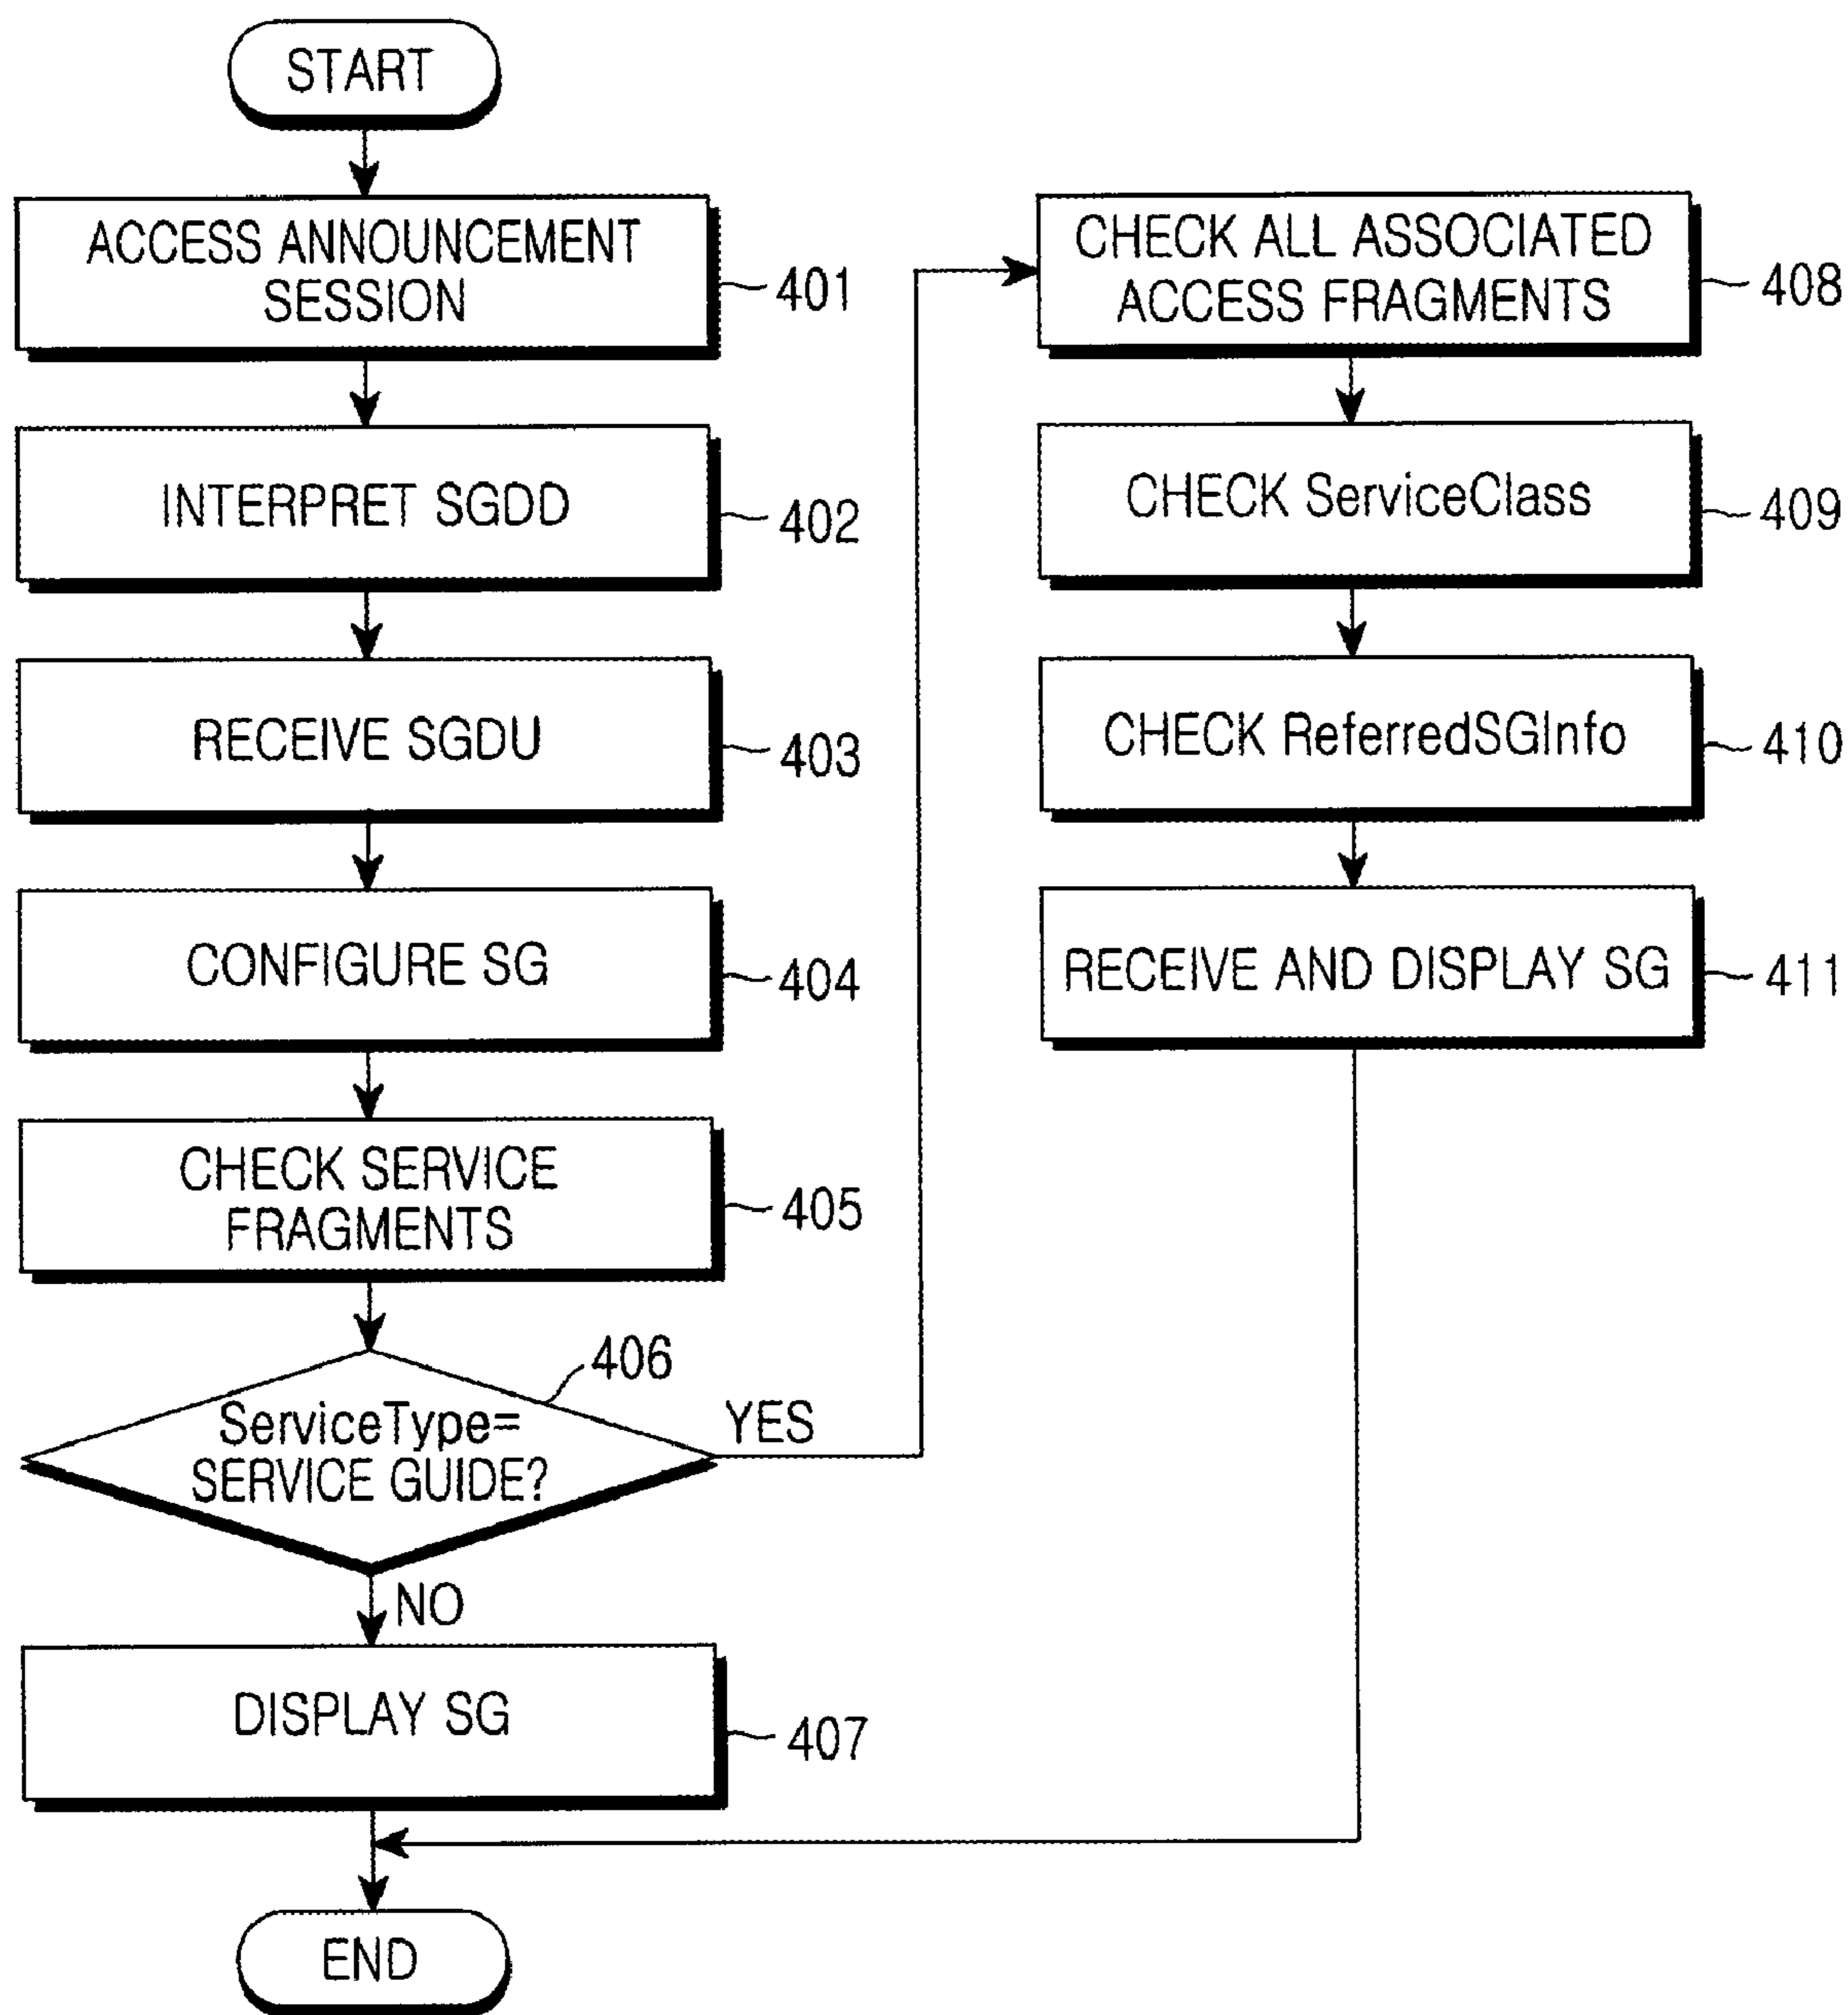 START
ACCESS ANNOUNCEMENT
SESSION
401
INTERPRET SGDD
402
RECEIVE SGDU
403
CONFIGURE SG
404
CHECK SERVICE
FRAGMENTS
405
406
ServiceType=
SERVICE GUIDE?
YES
NO
DISPLAY SG
407
END
CHECK ALL ASSOCIATED
ACCESS FRAGMENTS
408
CHECK ServiceClass
409
CHECK ReferredSGInfo
410
RECEIVE AND DISPLAY SG
411